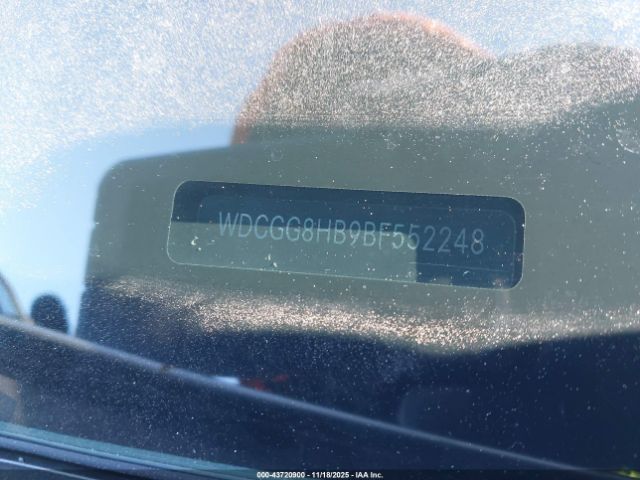 WDCGG8HB9BF552248
000-43720900 - 11/18/2025 - IAA Inc.